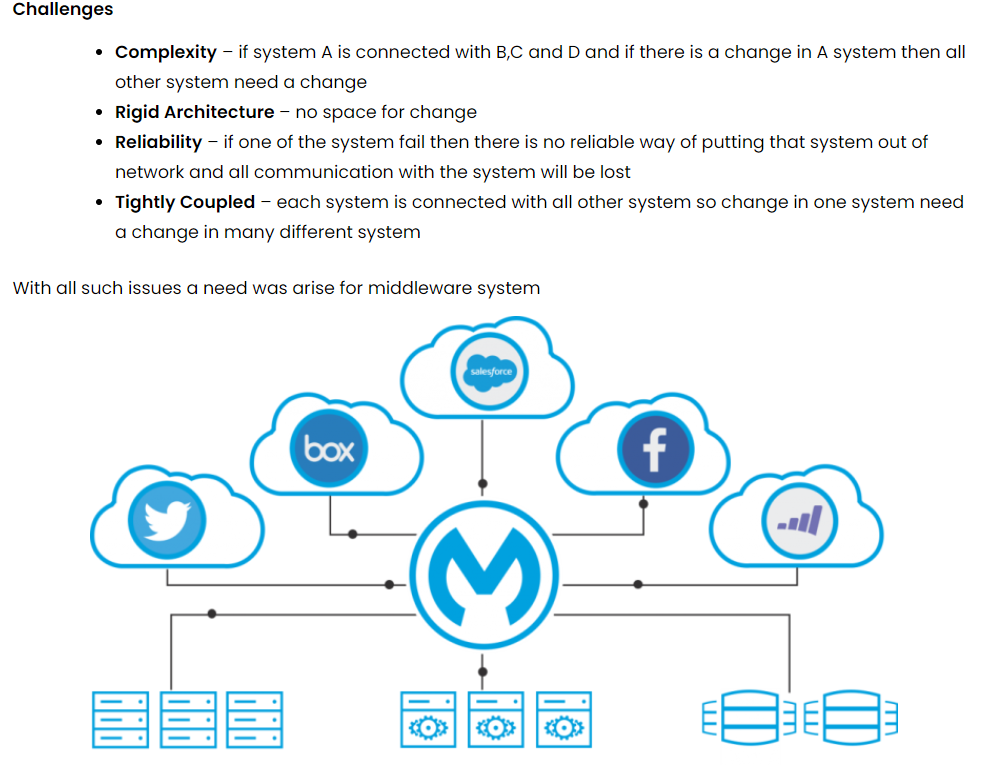 Challenges
• Complexity – if system A is connected with B,C and D and if there is a change in A system then all
other system need a change
• Rigid Architecture – no space for change
• Reliability – if one of the system fail then there is no reliable way of putting that system out of
network and all communication with the system will be lost
• Tightly Coupled – each system is connected with all other system so change in one system need
a change in many different system
With all such issues a need was arise for middleware system
salesforce
box
f